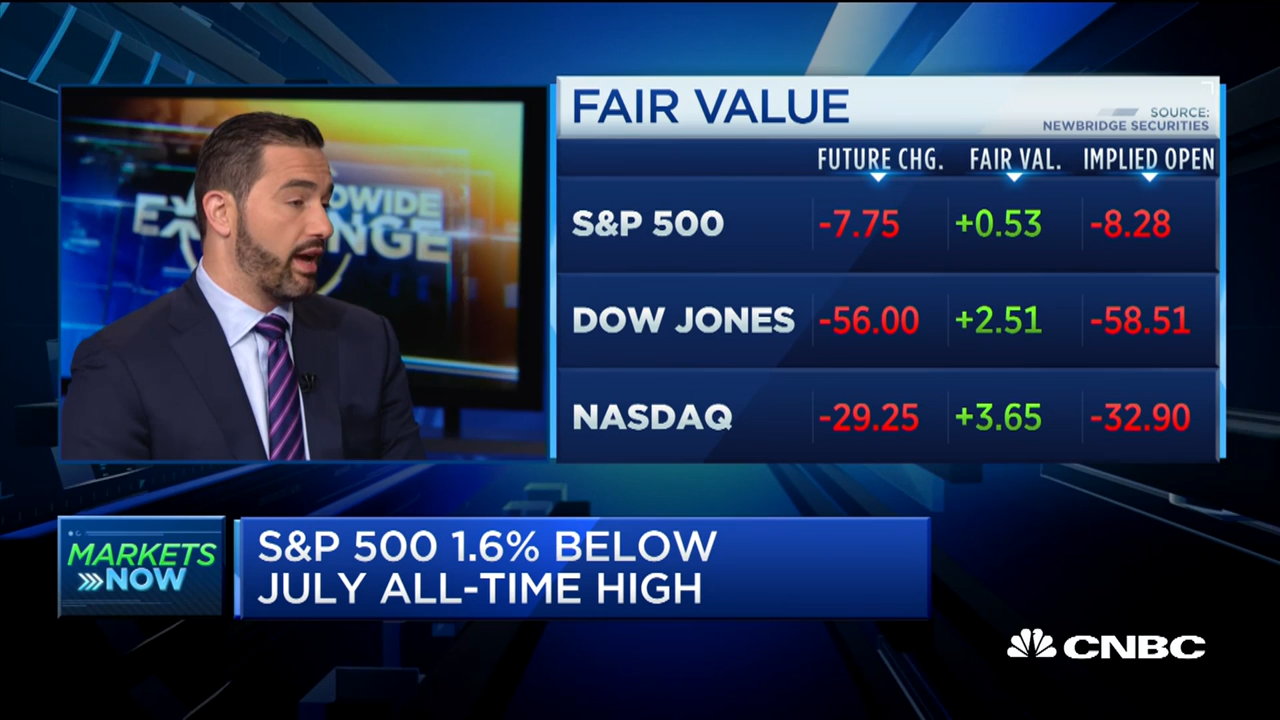 WORLDWIDE
EXCHANGE
FAIR VALUE
SOURCE:
NEWBRIDGE SECURITIES
FUTURE CHG. FAIR VAL. IMPLIED OPEN
S&P 500 -7.75 +0.53 -8.28
DOW JONES -56.00 +2.51 -58.51
NASDAQ -29.25 +3.65 -32.90
MARKETS
NOW
S&P 500 1.6% BELOW
JULY ALL-TIME HIGH
CNBC